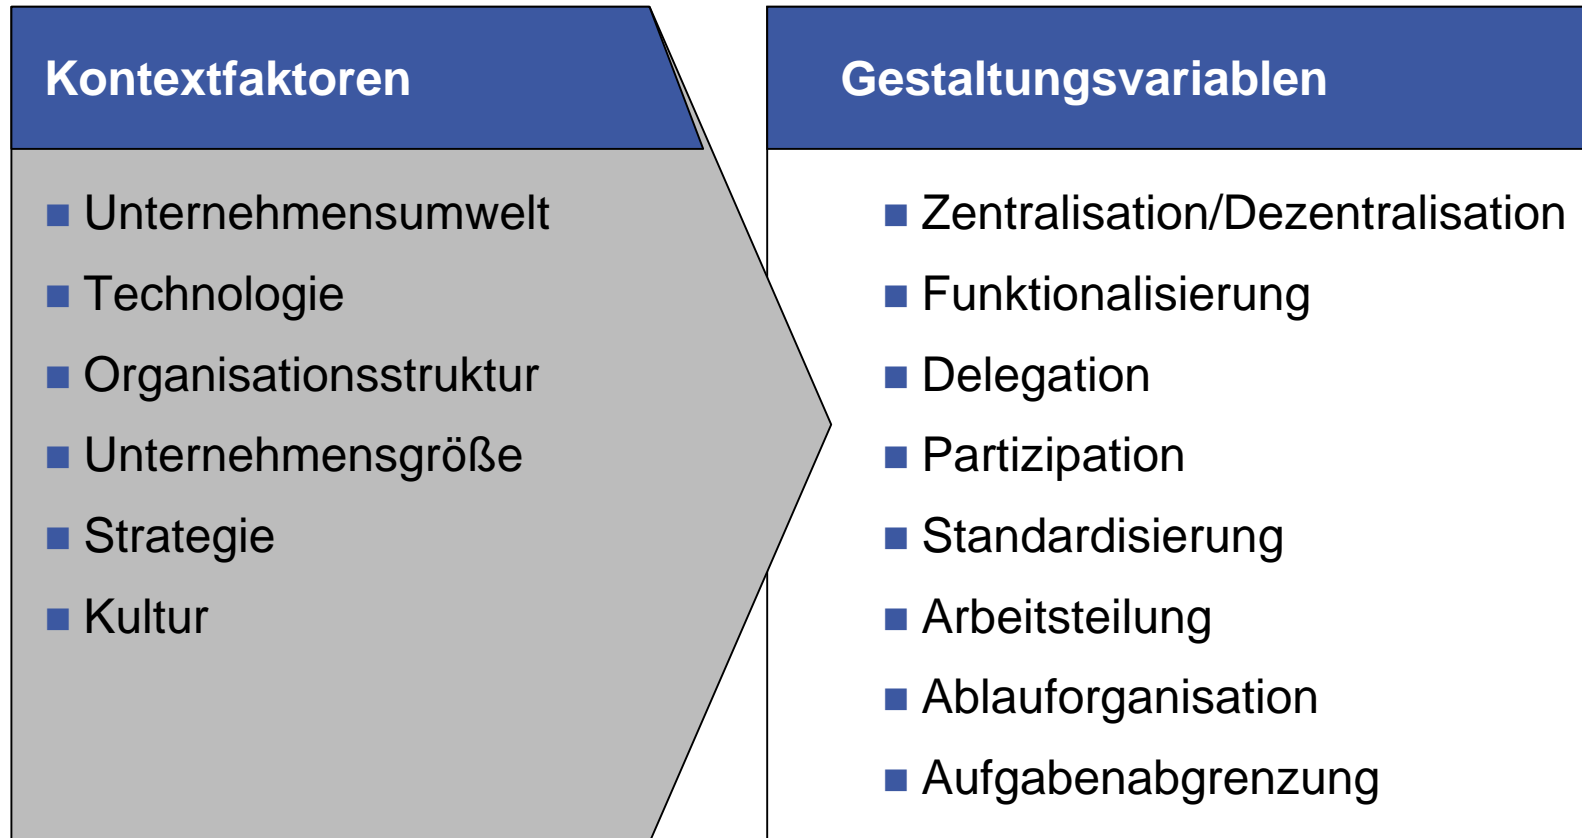 Kontextfaktoren
Unternehmensumwelt
Technologie
Organisationsstruktur
Unternehmensgröße
Strategie
Kultur
Gestaltungsvariablen
Zentralisation/Dezentralisation
Funktionalisierung
Delegation
Partizipation
Standardisierung
Arbeitsteilung
Ablauforganisation
Aufgabenabgrenzung